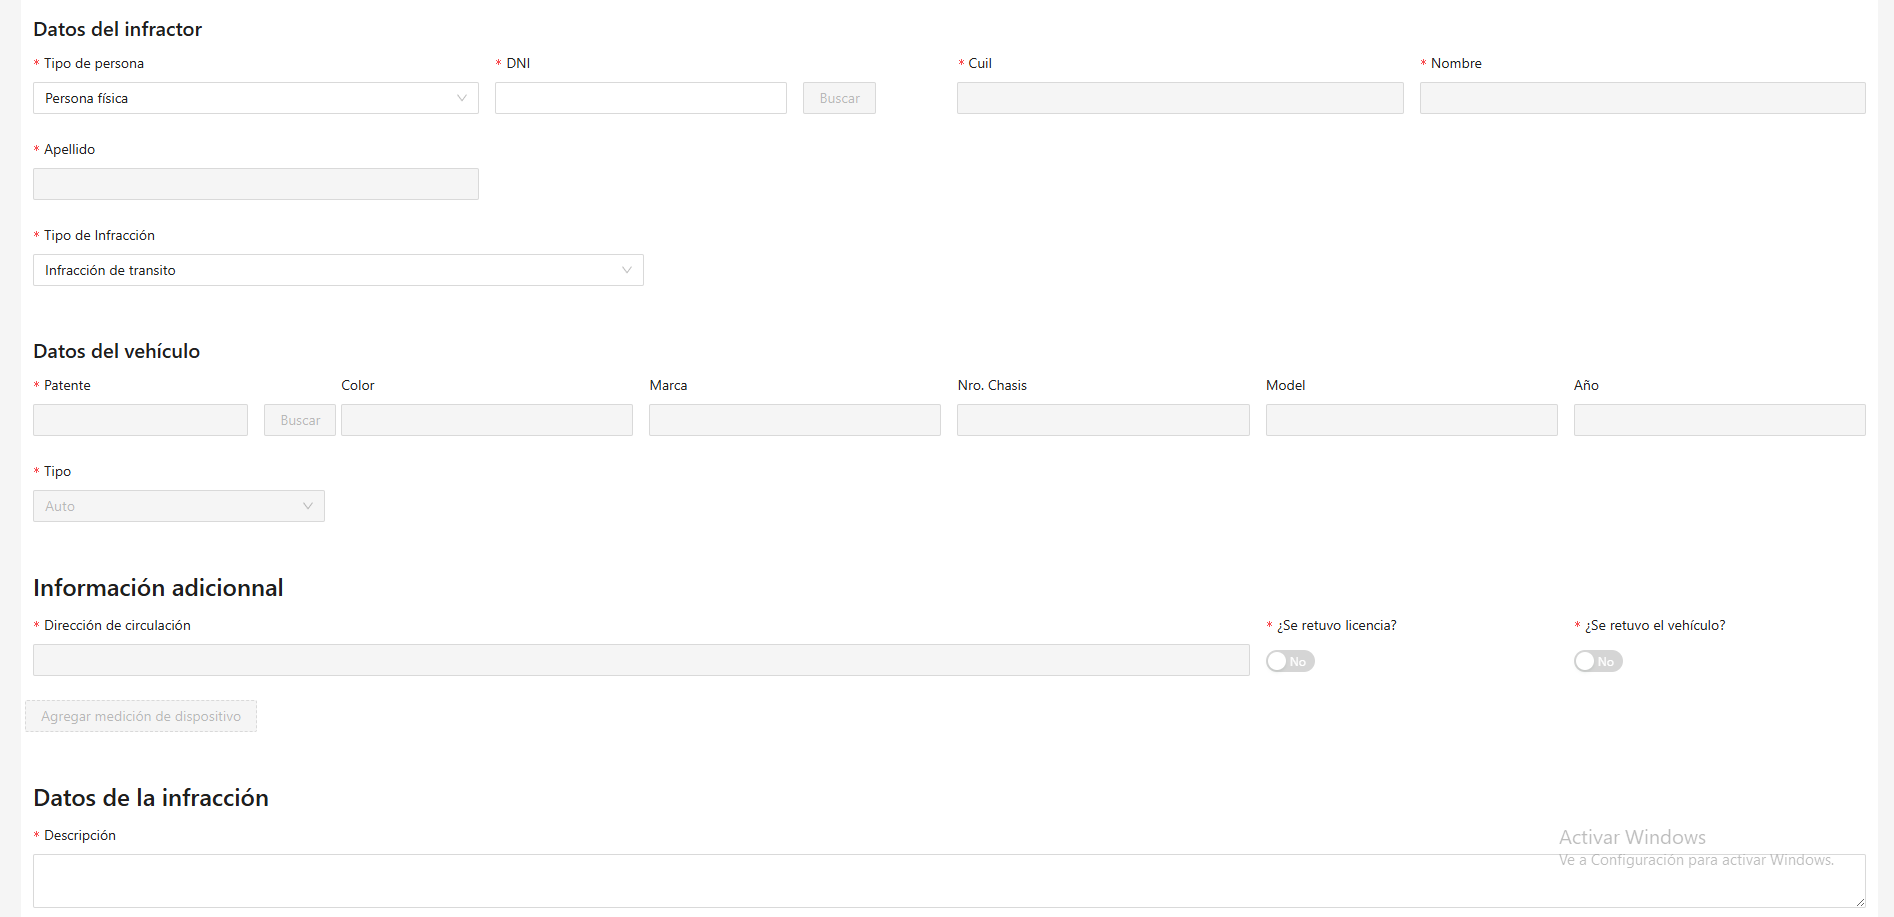 Datos del infractor
* Tipo de persona * DNI * Cuil * Nombre
Persona física Buscar
* Apellido
* Tipo de Infracción
Infracción de transito
Datos del vehículo
* Patente Color Marca Nro. Chasis Model Año
Buscar
* Tipo
Auto
Información adicionnal
* Dirección de circulación * ¿Se retuvo licencia? * ¿Se retuvo el vehículo?
No No
Agregar medición de dispositivo
Datos de la infracción
* Descripción
Activar Windows
Ve a Configuración para activar Windows.